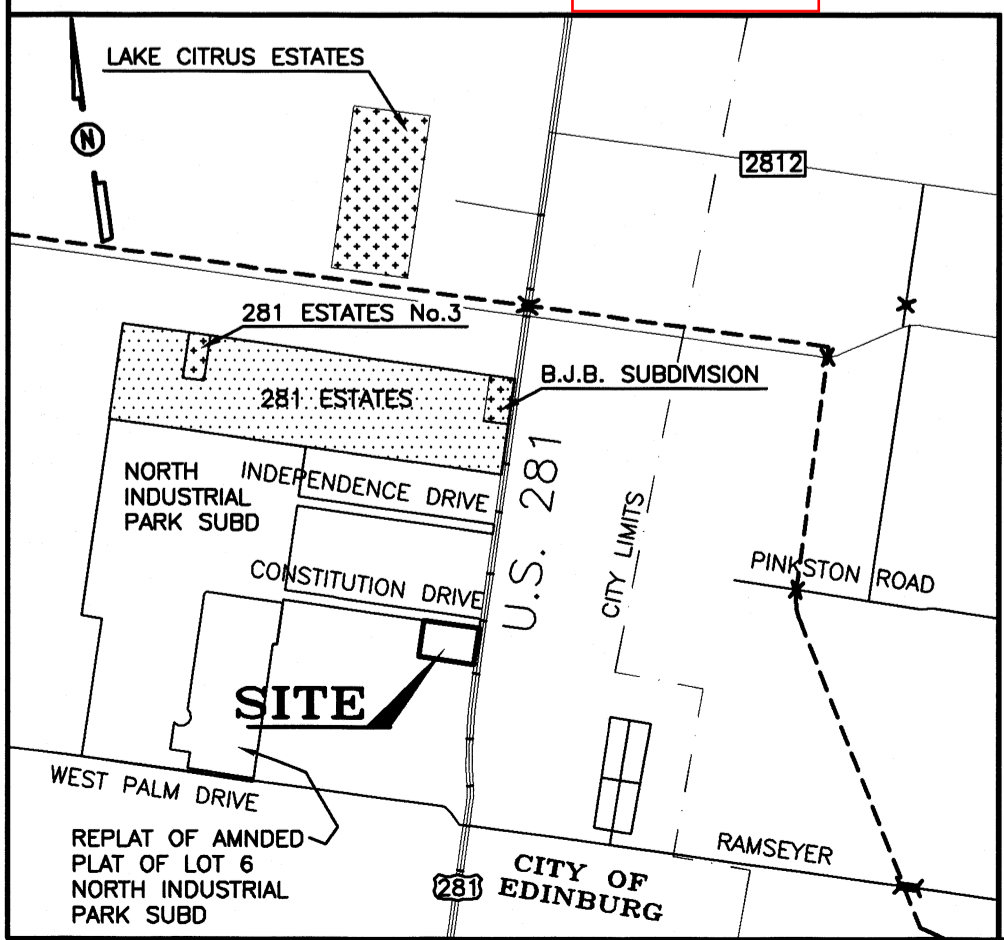 LAKE CITRUS ESTATES
N
2812
281 ESTATES No.3
B.J.B. SUBDIVISION
281 ESTATES
NORTH
INDUSTRIAL
PARK SUBD
INDEPENDENCE DRIVE
U.S. 281
CITY LIMITS
PINKSTON ROAD
CONSTITUTION DRIVE
SITE
WEST PALM DRIVE
REPLAT OF AMNDED
PLAT OF LOT 6
NORTH INDUSTRIAL
PARK SUBD
RAMSEYER
281
CITY OF
EDINBURG